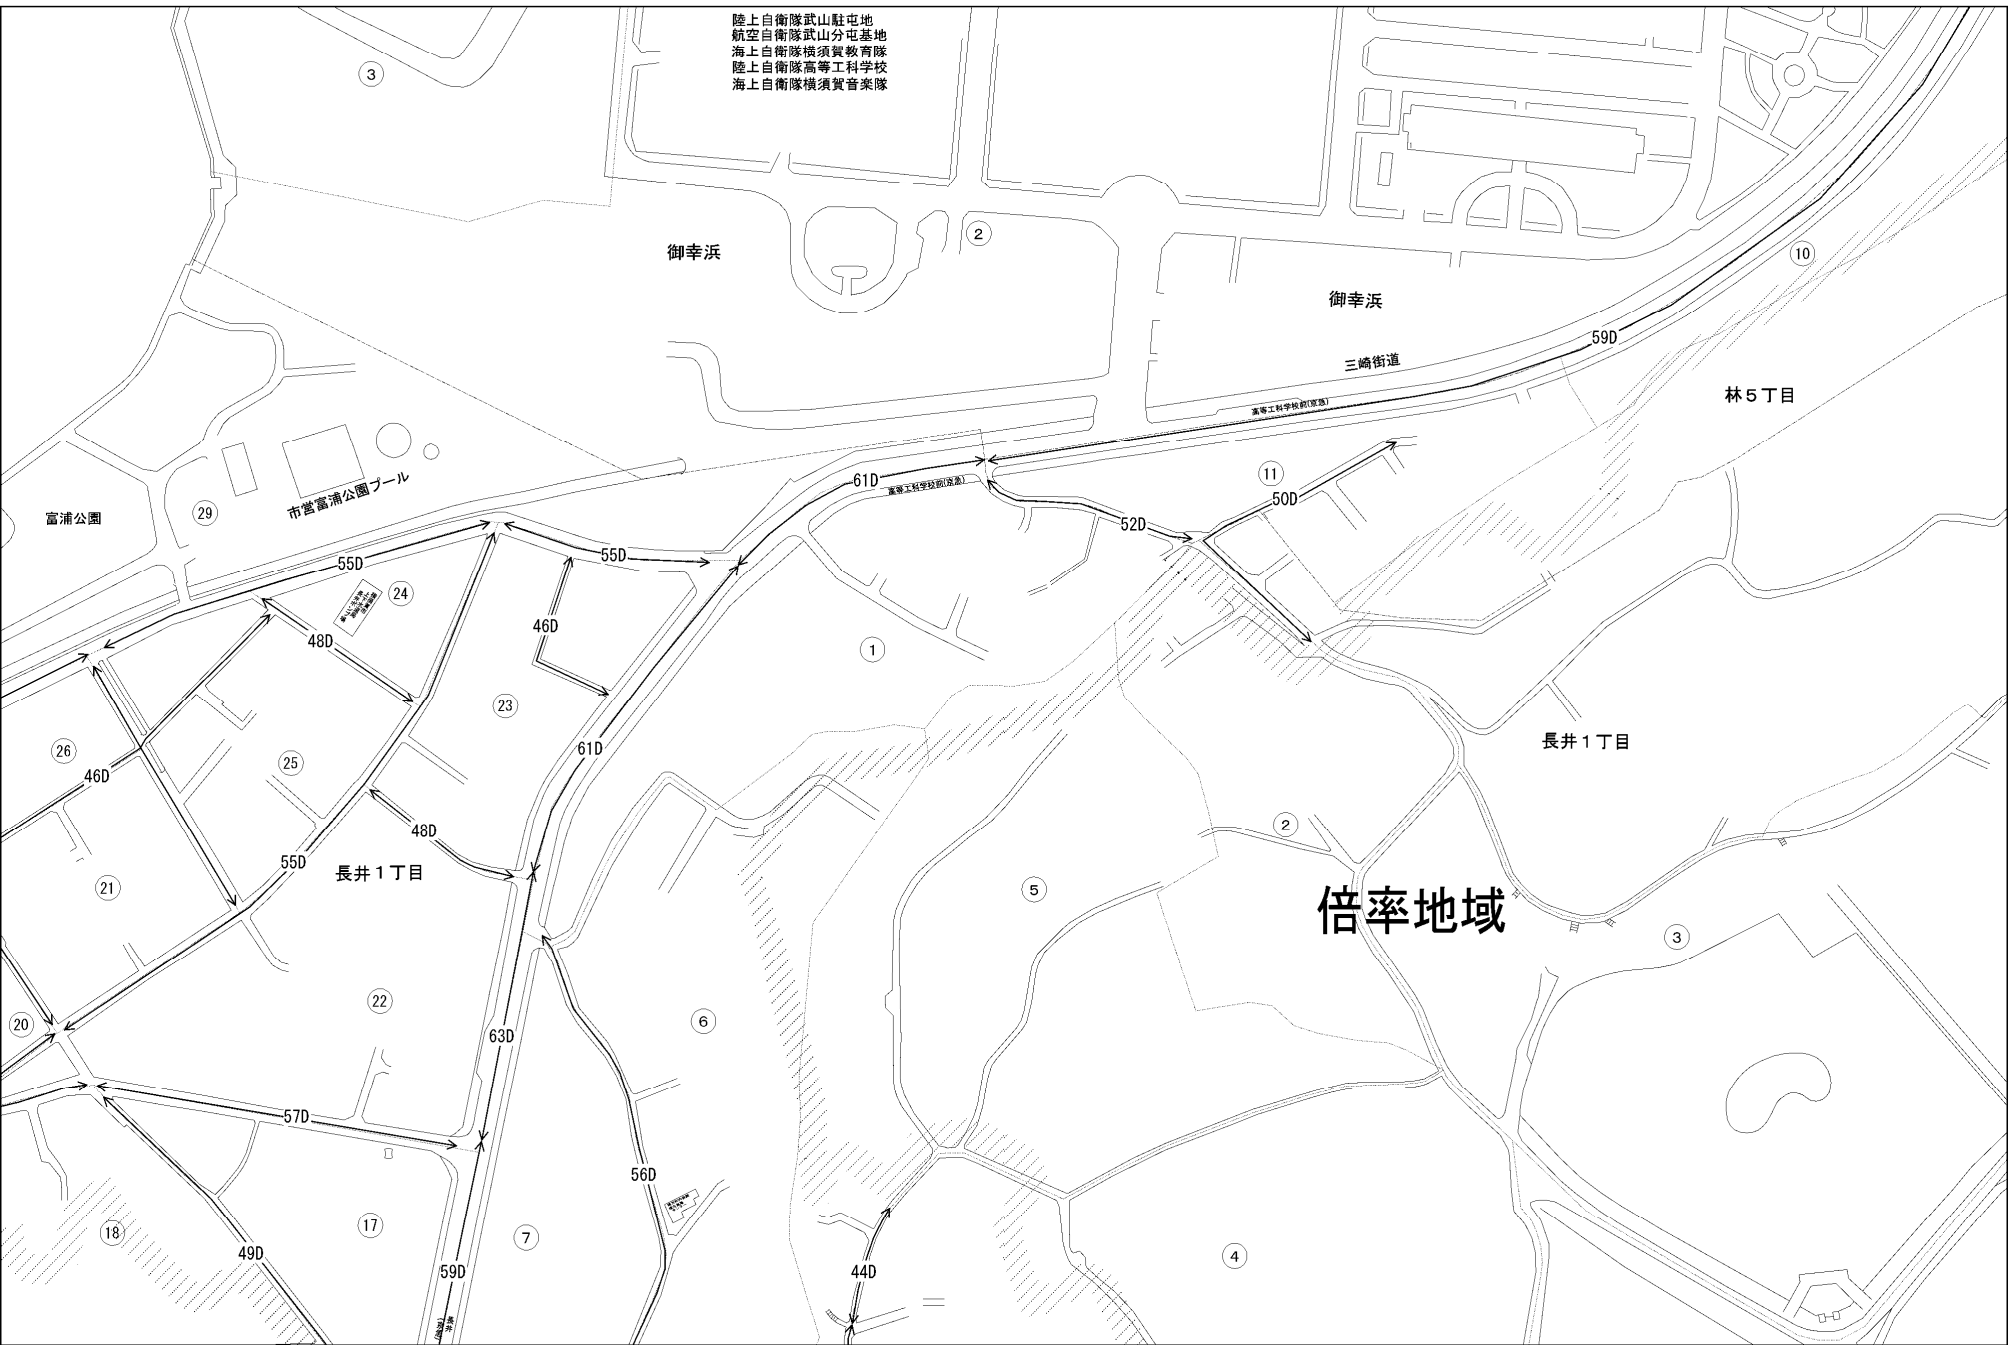 陸上自衛隊武山駐屯地
航空自衛隊武山分屯基地
海上自衛隊横須賀教育隊
陸上自衛隊高等工科学校
海上自衛隊横須賀音楽隊
3
2
御幸浜
10
御幸浜
59D
三崎街道
林5丁目
高等工科学校前(京急)
11
61D
高等工科学校前(京急)
50D
市営富浦公園プール
29
富浦公園
52D
55D
55D
24
46D
48D
1
23
61D
長井1丁目
26
25
46D
2
48D
55D
長井1丁目
21
5
倍率地域
3
22
6
20
63D
57D
56D
17
18
7
4
49D
59D
44D
長井
(京急)